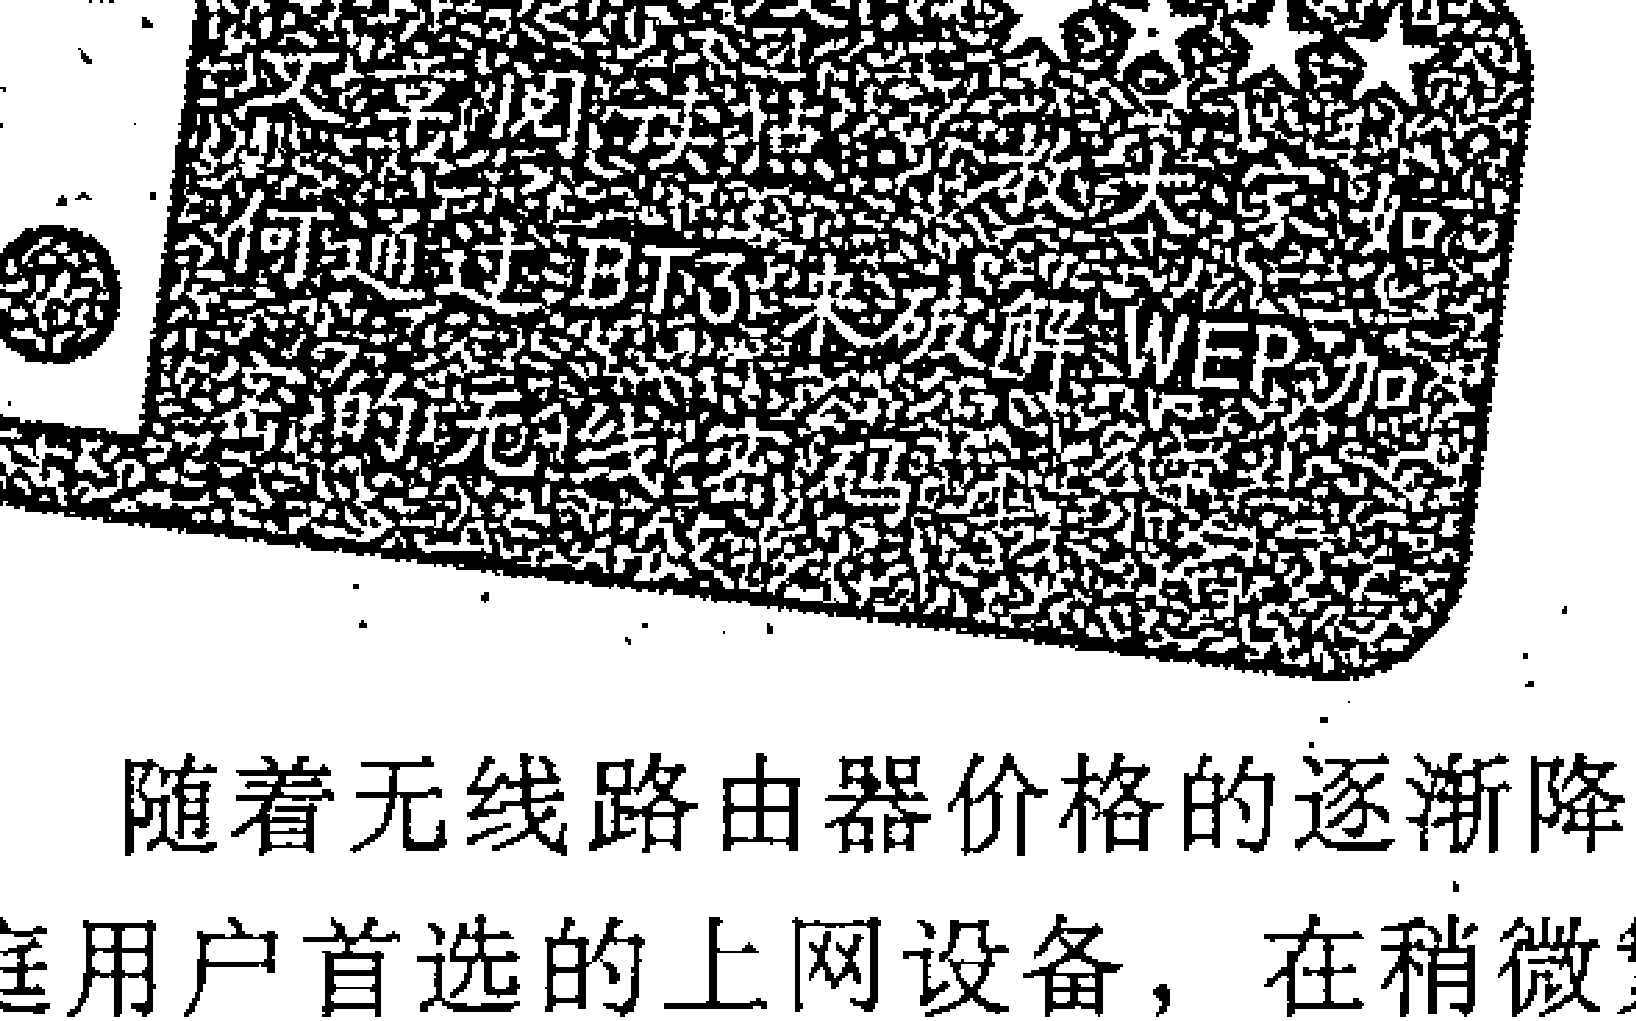 文章阅读提示：教大家如
何通过BT3来破解WEP加
密的无线密码
随着无线路由器价格的逐渐降
庭用户首选的上网设备，在稍微